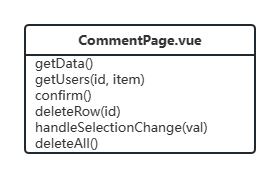 CommentPage.vue
getData()
getUsers(id, item)
confirm()
deleteRow(id)
handleSelectionChange(val)
deleteAll()